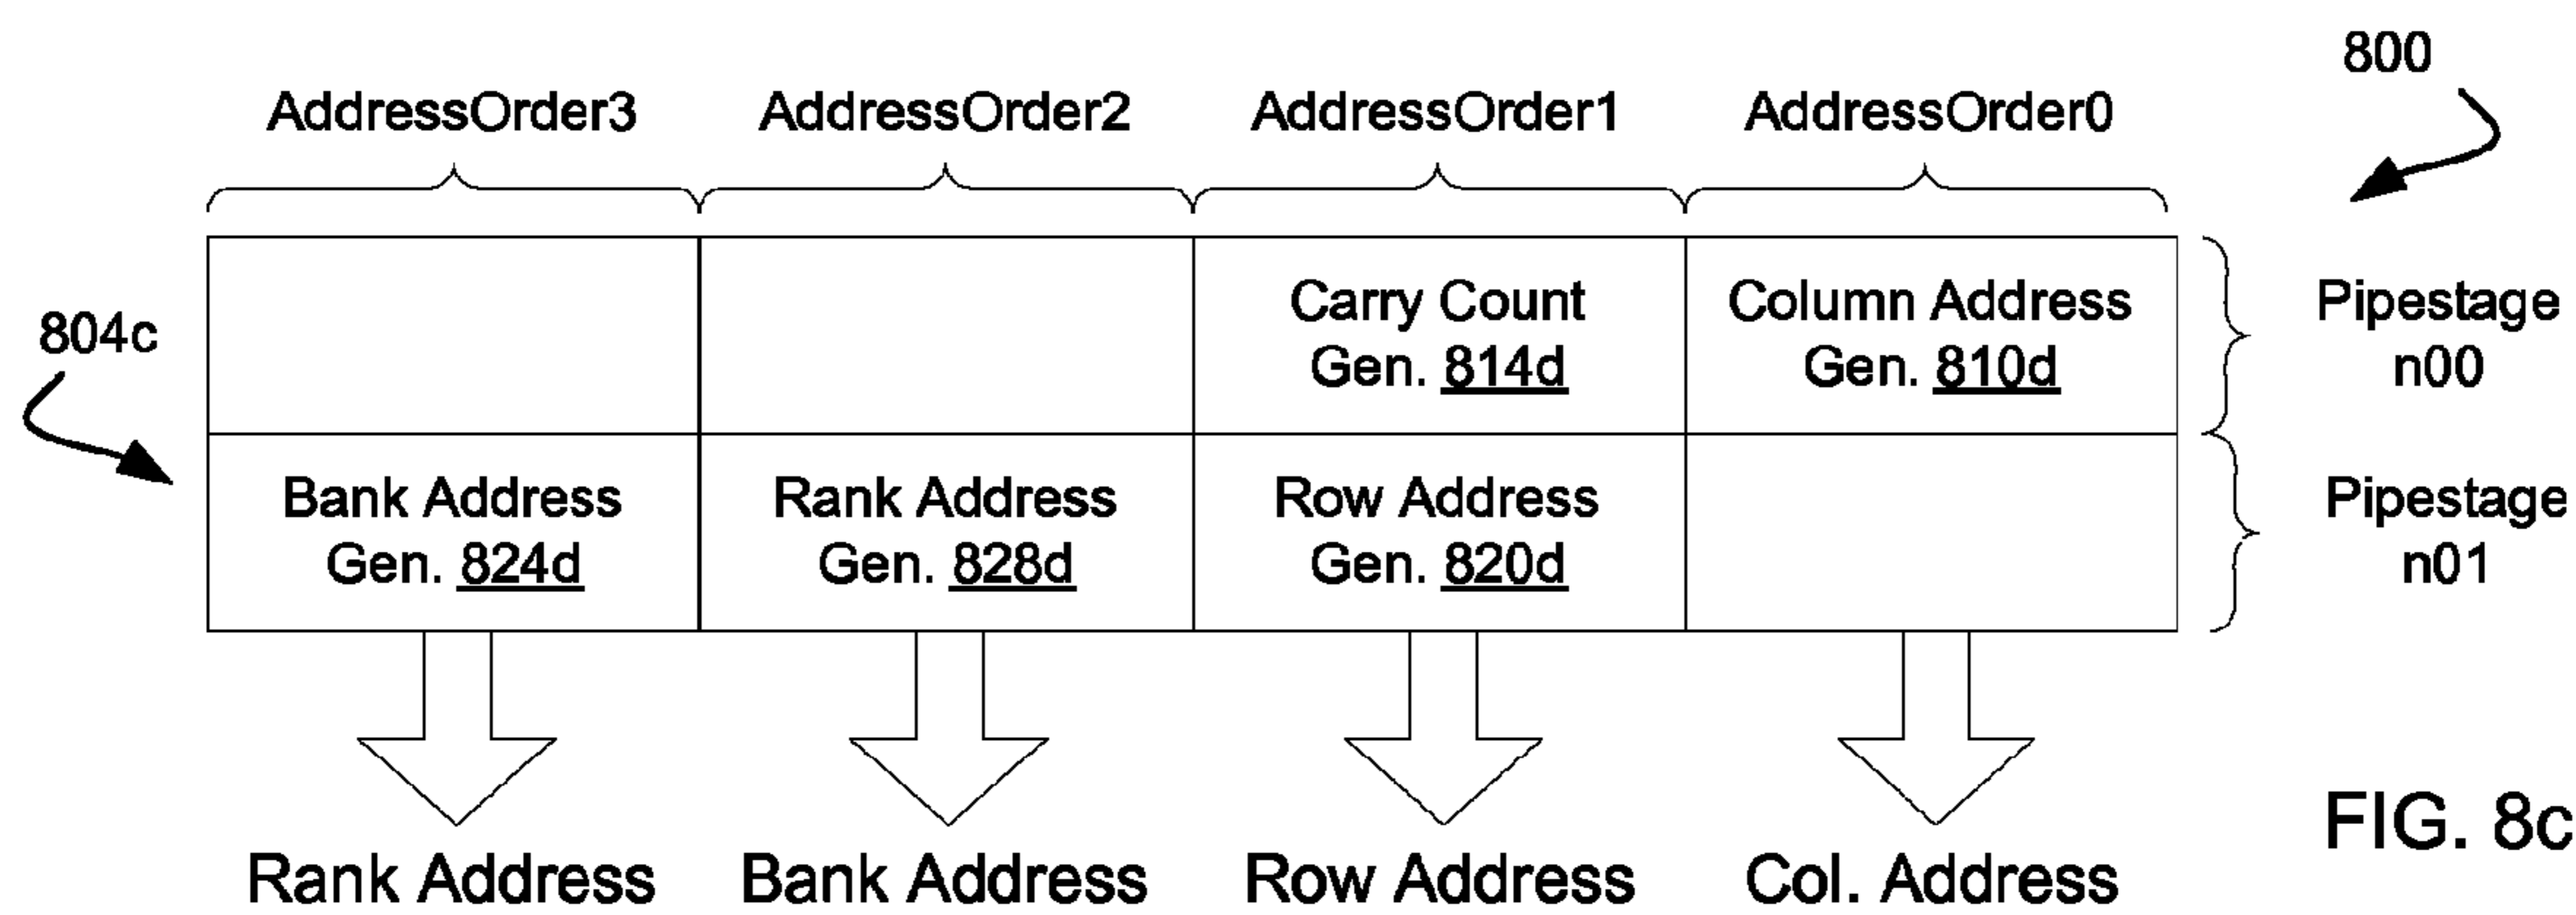 800
AddressOrder3 AddressOrder2 AddressOrder1 AddressOrder0
804c
Carry Count
Gen. 814d
Column Address
Gen. 810d
Pipestage
n00
Bank Address
Gen. 824d
Rank Address
Gen. 828d
Row Address
Gen. 820d
Pipestage
n01
Rank Address Bank Address Row Address Col. Address
FIG. 8c